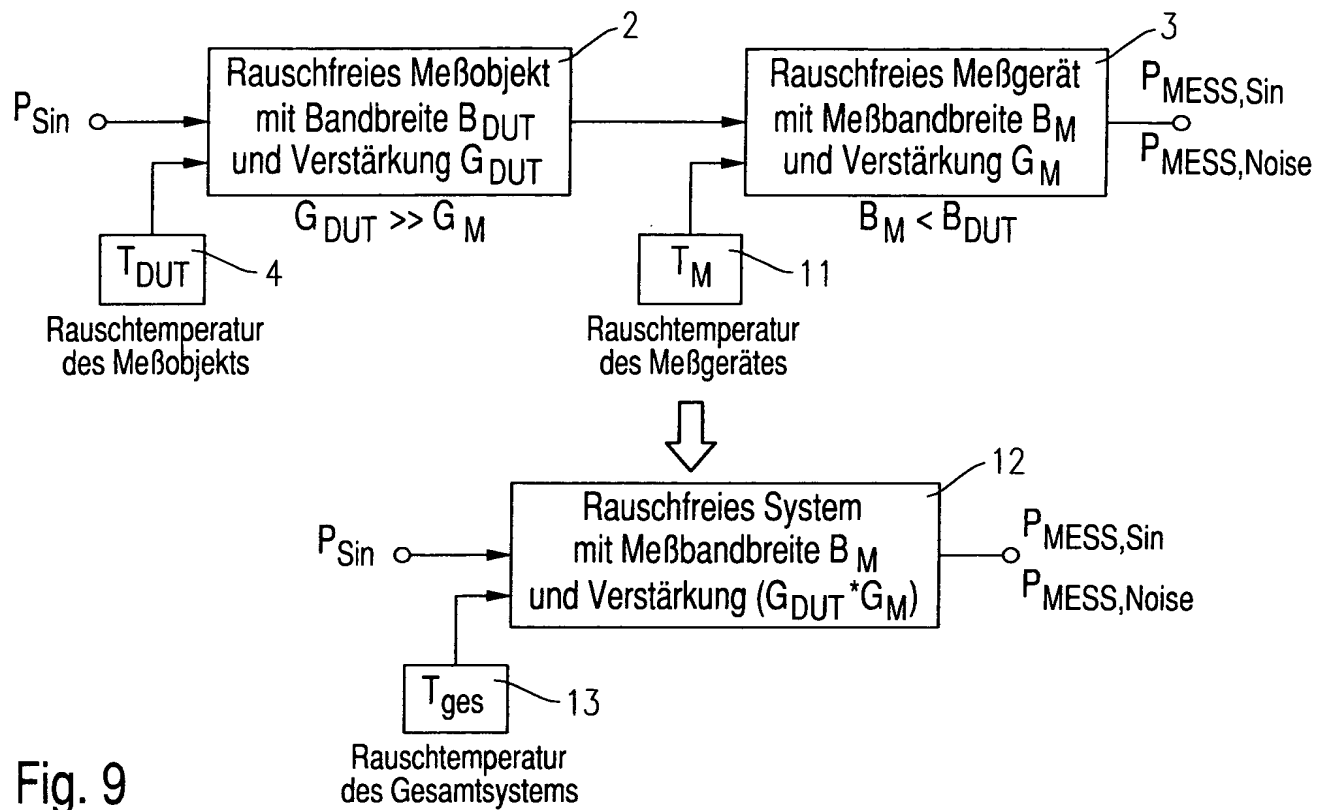 2
3
P_Sin
Rauschfreies Meßobjekt
mit Bandbreite B_DUT
und Verstärkung G_DUT
Rauschfreies Meßgerät
mit Meßbandbreite B_M
und Verstärkung G_M
P_MESS,Sin
P_MESS,Noise
G_DUT >> G_M
B_M < B_DUT
T_DUT
4
T_M
11
Rauschtemperatur
des Meßobjekts
Rauschtemperatur
des Meßgerätes
12
P_Sin
Rauschfreies System
mit Meßbandbreite B_M
und Verstärkung (G_DUT*G_M)
P_MESS,Sin
P_MESS,Noise
T_ges
13
Rauschtemperatur
des Gesamtsystems
Fig. 9